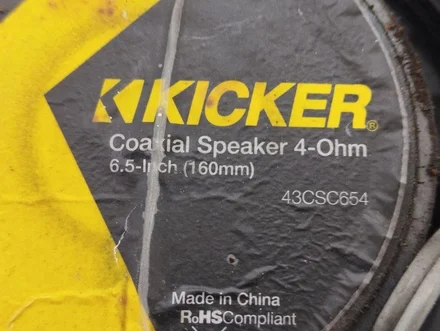 KICKER®
Coaxial Speaker 4-Ohm
6.5-Inch (160mm)
43CSC654
Made in China
RoHSCompliant